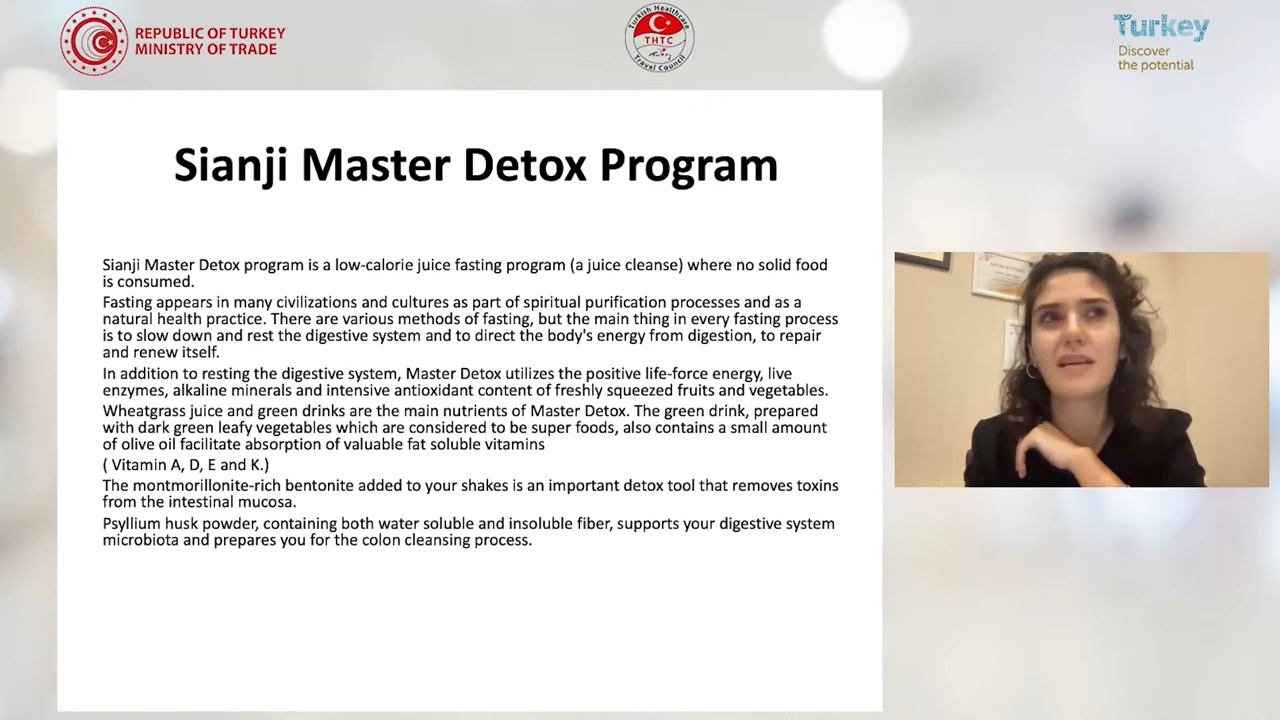 REPUBLIC OF TURKEY
MINISTRY OF TRADE
Turkish Healthcare
THTC
Travel Council
Turkey
Discover
the potential
Sianji Master Detox Program
Sianji Master Detox program is a low-calorie juice fasting program (a juice cleanse) where no solid food
is consumed.
Fasting appears in many civilizations and cultures as part of spiritual purification processes and as a
natural health practice. There are various methods of fasting, but the main thing in every fasting process
is to slow down and rest the digestive system and to direct the body's energy from digestion, to repair
and renew itself.
In addition to resting the digestive system, Master Detox utilizes the positive life-force energy, live
enzymes, alkaline minerals and intensive antioxidant content of freshly squeezed fruits and vegetables.
Wheatgrass juice and green drinks are the main nutrients of Master Detox. The green drink, prepared
with dark green leafy vegetables which are considered to be super foods, also contains a small amount
of olive oil facilitate absorption of valuable fat soluble vitamins
( Vitamin A, D, E and K.)
The montmorillonite-rich bentonite added to your shakes is an important detox tool that removes toxins
from the intestinal mucosa.
Psyllium husk powder, containing both water soluble and insoluble fiber, supports your digestive system
microbiota and prepares you for the colon cleansing process.